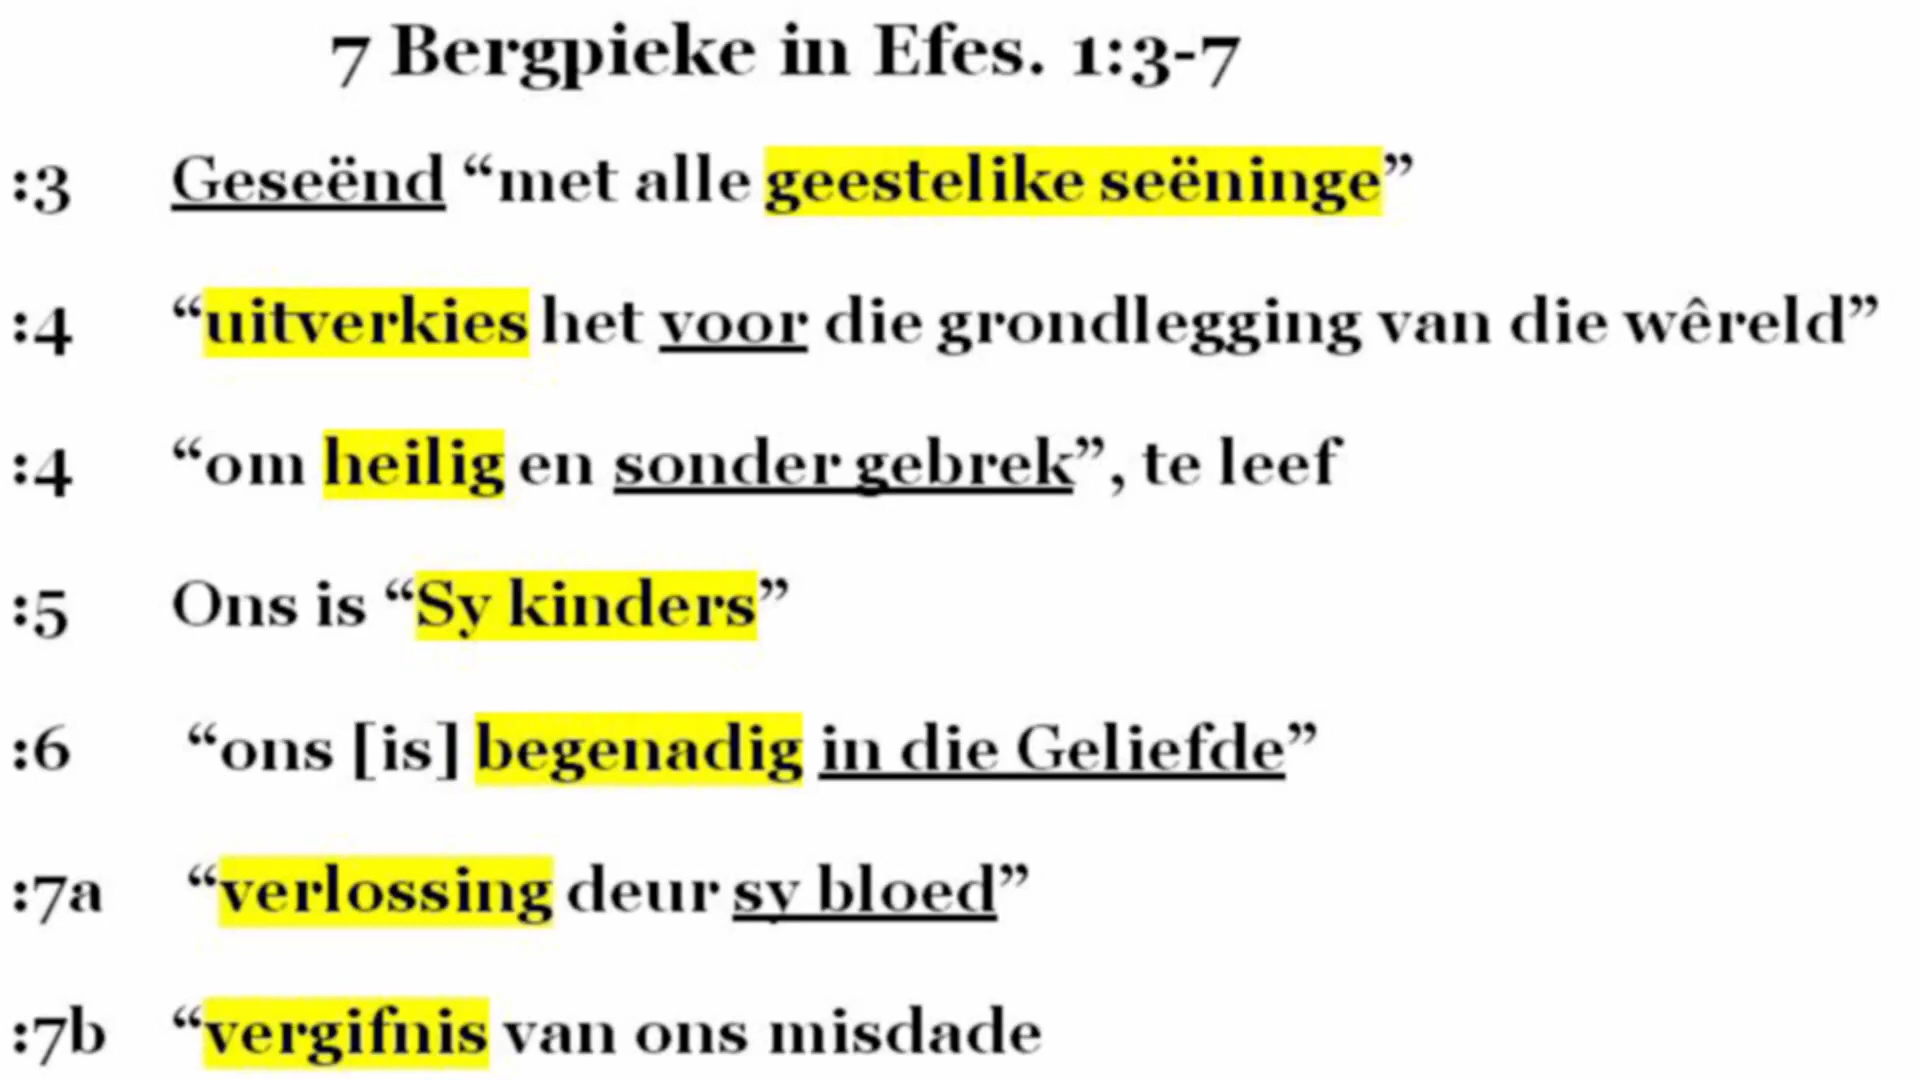 7 Bergpieke in Efes. 1:3-7
:3 Geseënd “met alle geestelike seëninge”
:4 “uitverkies het voor die grondlegging van die wêreld”
:4 “om heilig en sonder gebrek”, te leef
:5 Ons is “Sy kinders”
:6 “ons [is] begenadig in die Geliefde”
:7a “verlossing deur sy bloed”
:7b “vergifnis van ons misdade